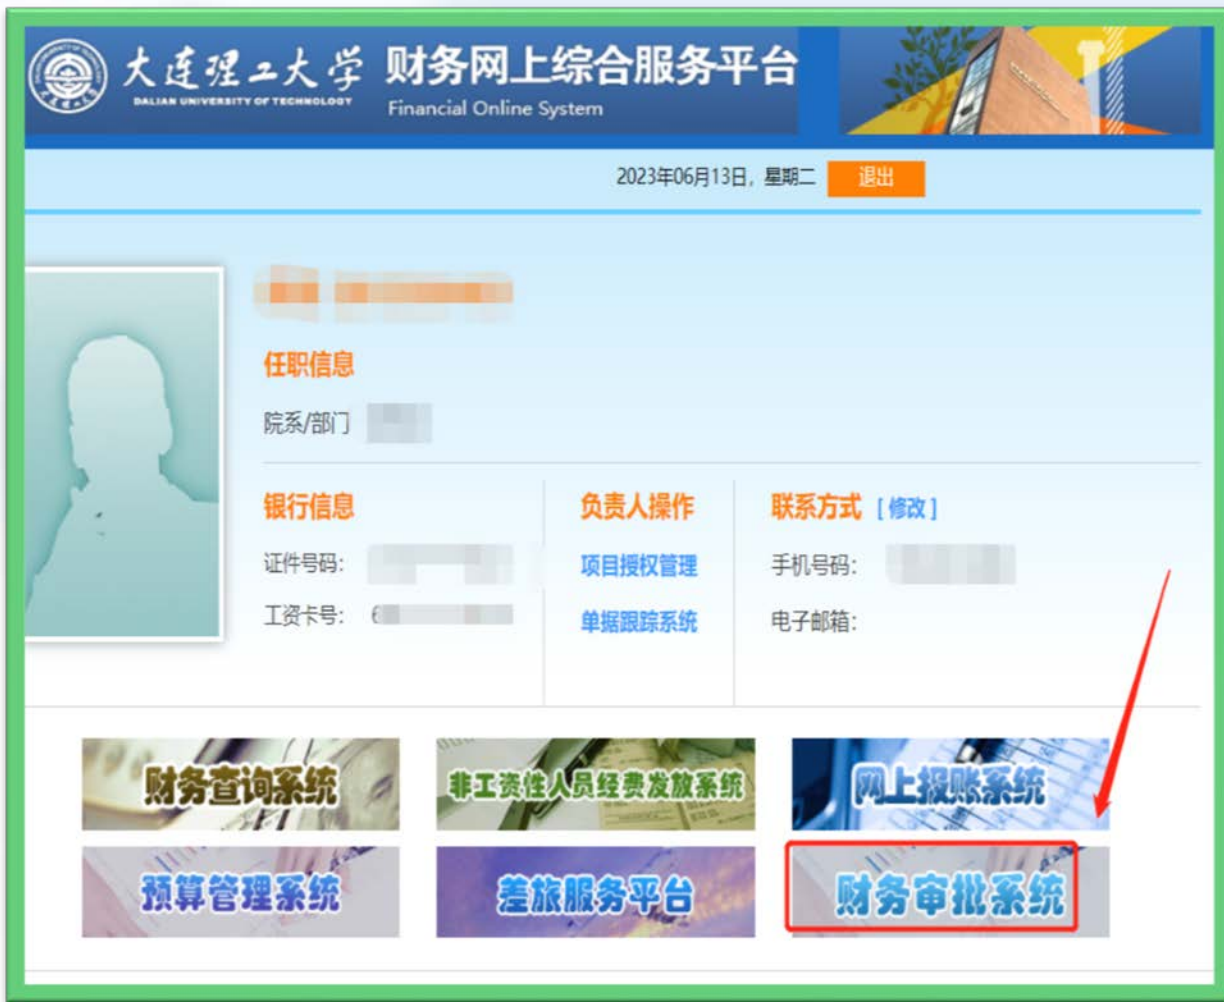 大连理工大学 财务网上综合服务平台
DALIAN UNIVERSITY OF TECHNOLOGY Financial Online System
2023年06月13日，星期二 退出
任职信息
院系/部门
银行信息 负责人操作 联系方式 [修改]
证件号码： 项目授权管理 手机号码：
工资卡号： 6 单据跟踪系统 电子邮箱：
财务查询系统 非工资性人员经费发放系统 网上报账系统
预算管理系统 差旅服务平台 财务审批系统